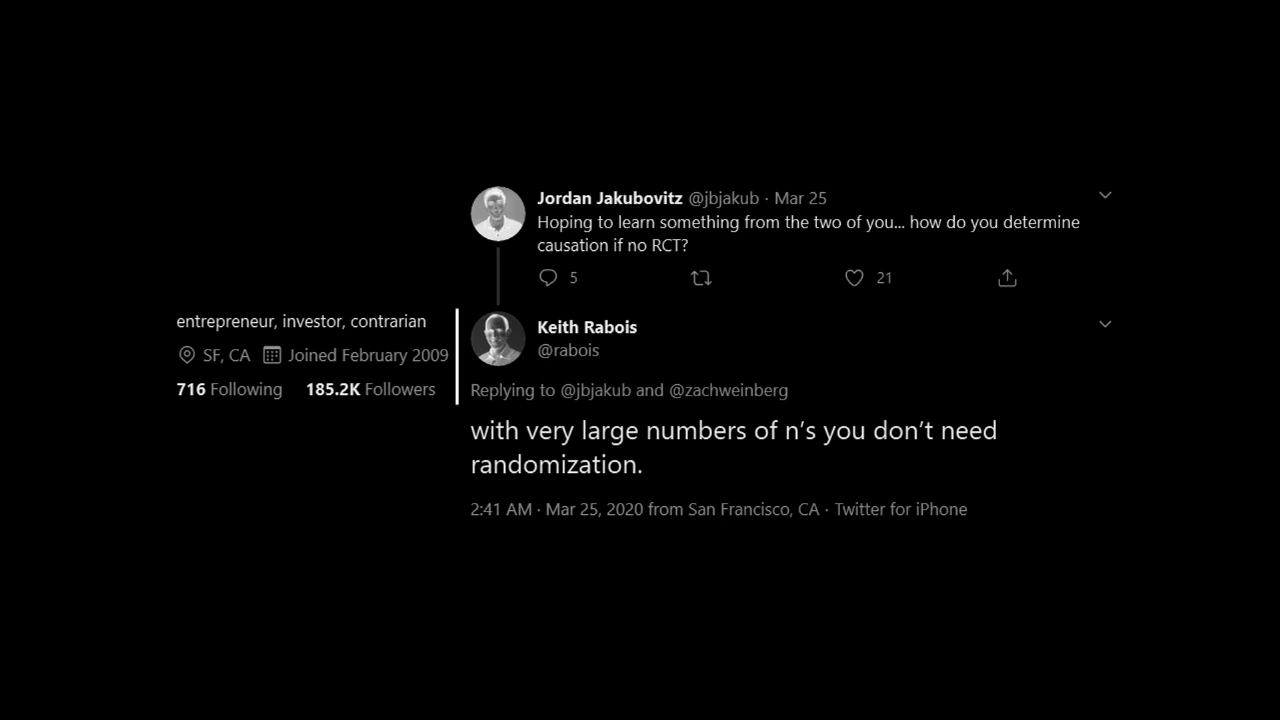 Jordan Jakubovitz @jbjakub · Mar 25
Hoping to learn something from the two of you... how do you determine
causation if no RCT?
5 21
entrepreneur, investor, contrarian
SF, CA Joined February 2009
716 Following 185.2K Followers
Keith Rabois
@rabois
Replying to @jbjakub and @zachweinberg
with very large numbers of n’s you don’t need
randomization.
2:41 AM · Mar 25, 2020 from San Francisco, CA · Twitter for iPhone